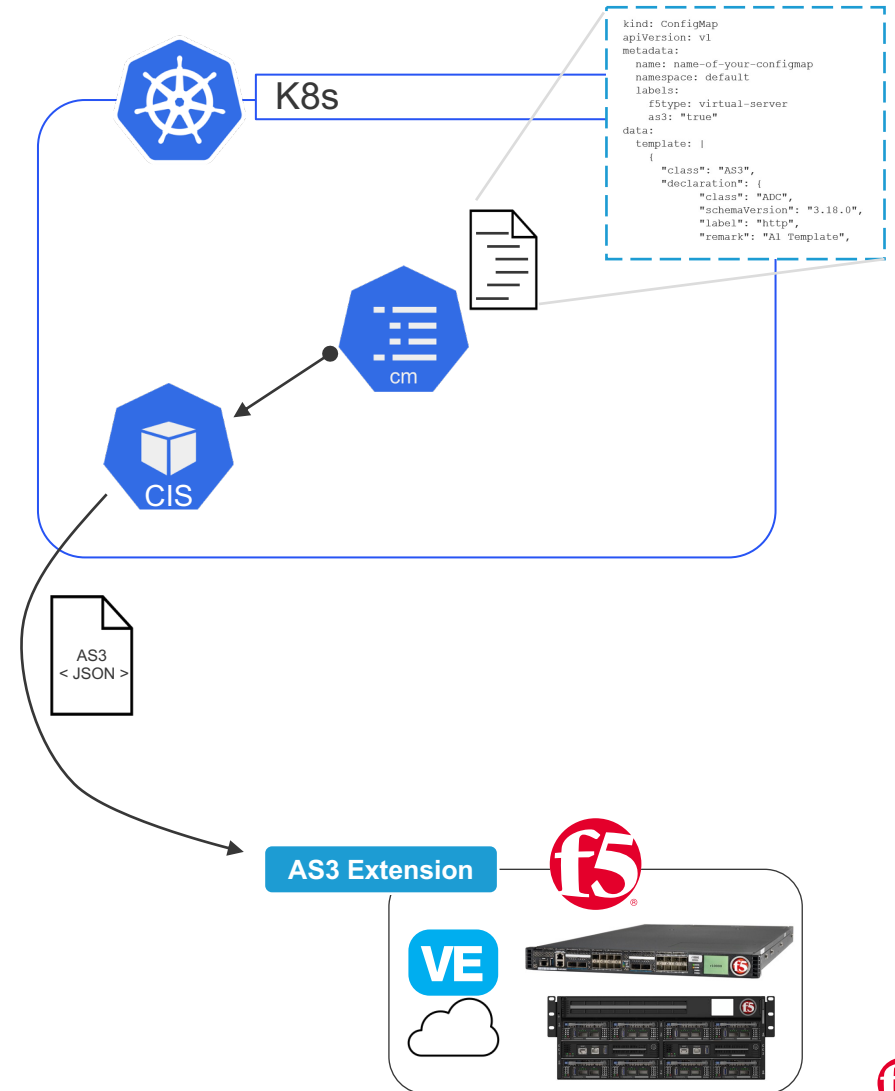 K8s
kind: ConfigMap
apiVersion: v1
metadata:
  name: name-of-your-configmap
  namespace: default
  labels:
    f5type: virtual-server
    as3: "true"
data:
  template: |
    {
      "class": "AS3",
      "declaration": {
            "class": "ADC",
            "schemaVersion": "3.18.0",
            "label": "http",
            "remark": "A1 Template",
cm
CIS
AS3
< JSON >
AS3 Extension
f5
®
VE
f5
f5